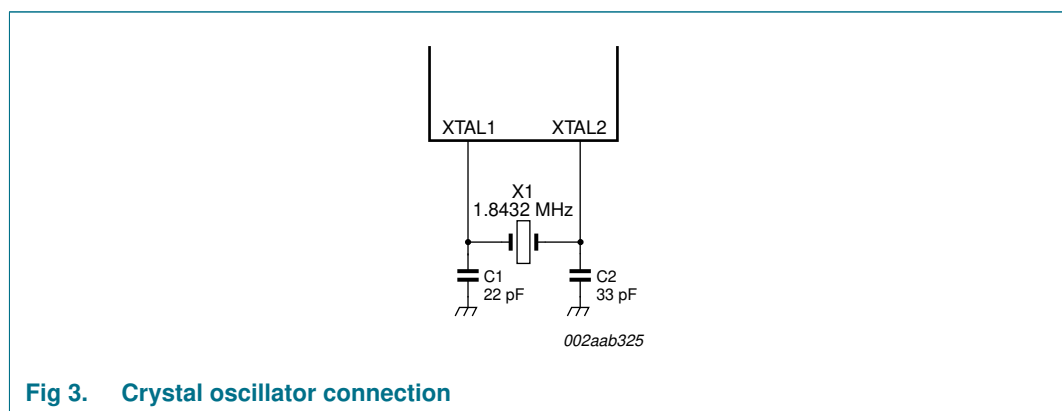 XTAL1 XTAL2
X1
1.8432 MHz
C1
22 pF
C2
33 pF
002aab325
Fig 3. Crystal oscillator connection